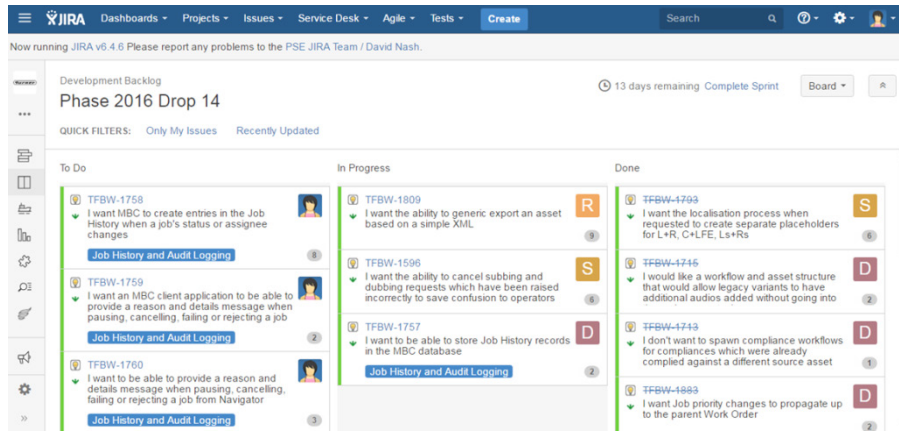 JIRA Dashboards Projects Issues Service Desk Agile Tests Create Search
Now running JIRA v6.4.6 Please report any problems to the PSE JIRA Team / David Nash.
Development Backlog
Phase 2016 Drop 14
13 days remaining Complete Sprint Board
QUICK FILTERS: Only My Issues Recently Updated
To Do
TFBW-1758
I want MBC to create entries in the Job
History when a job's status or assignee
changes
Job History and Audit Logging 8
TFBW-1759
I want an MBC client application to be able to
provide a reason and details message when
pausing, cancelling, failing or rejecting a job
Job History and Audit Logging 2
TFBW-1760
I want to be able to provide a reason and
details message when pausing, cancelling,
failing or rejecting a job from Navigator
Job History and Audit Logging 3
In Progress
TFBW-1809
R
I want the ability to generic export an asset
based on a simple XML
9
TFBW-1596
S
I want the ability to cancel subbing and
dubbing requests which have been raised
incorrectly to save confusion to operators
6
TFBW-1757
D
I want to be able to store Job History records
in the MBC database
Job History and Audit Logging 2
Done
TFBW-1793
S
I want the localisation process when
requested to create separate placeholders
for L+R, C+LFE, Ls+Rs
6
TFBW-1715
D
I would like a workflow and asset structure
that would allow legacy variants to have
additional audios added without going into
2
TFBW-1713
D
I don't want to spawn compliance workflows
for compliances which were already
complied against a different source asset
1
TFBW-1883
D
I want Job priority changes to propagate up
to the parent Work Order
2